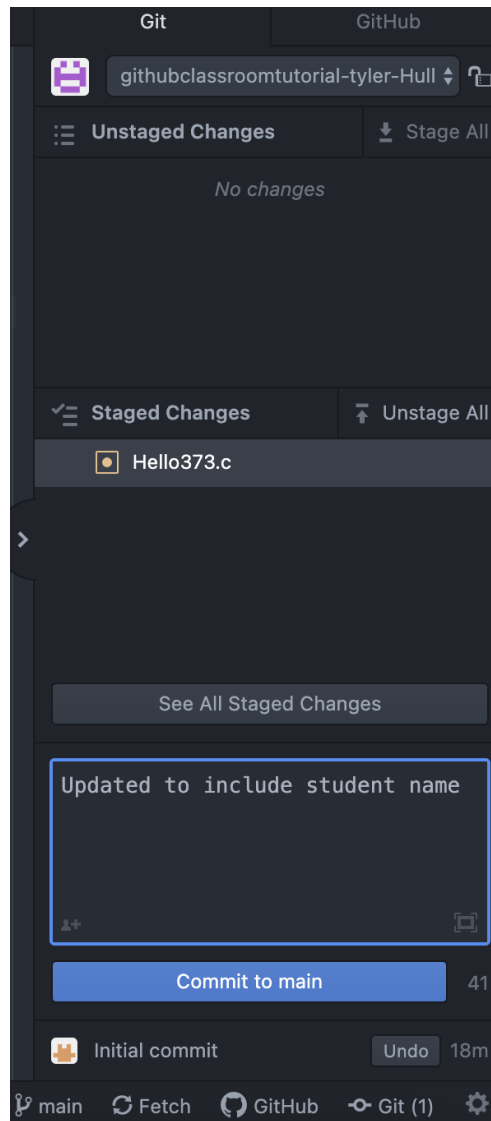 Git GitHub
githubclassroomtutorial-tyler-Hull
Unstaged Changes Stage All
No changes
Staged Changes Unstage All
Hello373.c
See All Staged Changes
Updated to include student name
Commit to main 41
Initial commit Undo 18m
main Fetch GitHub Git (1)